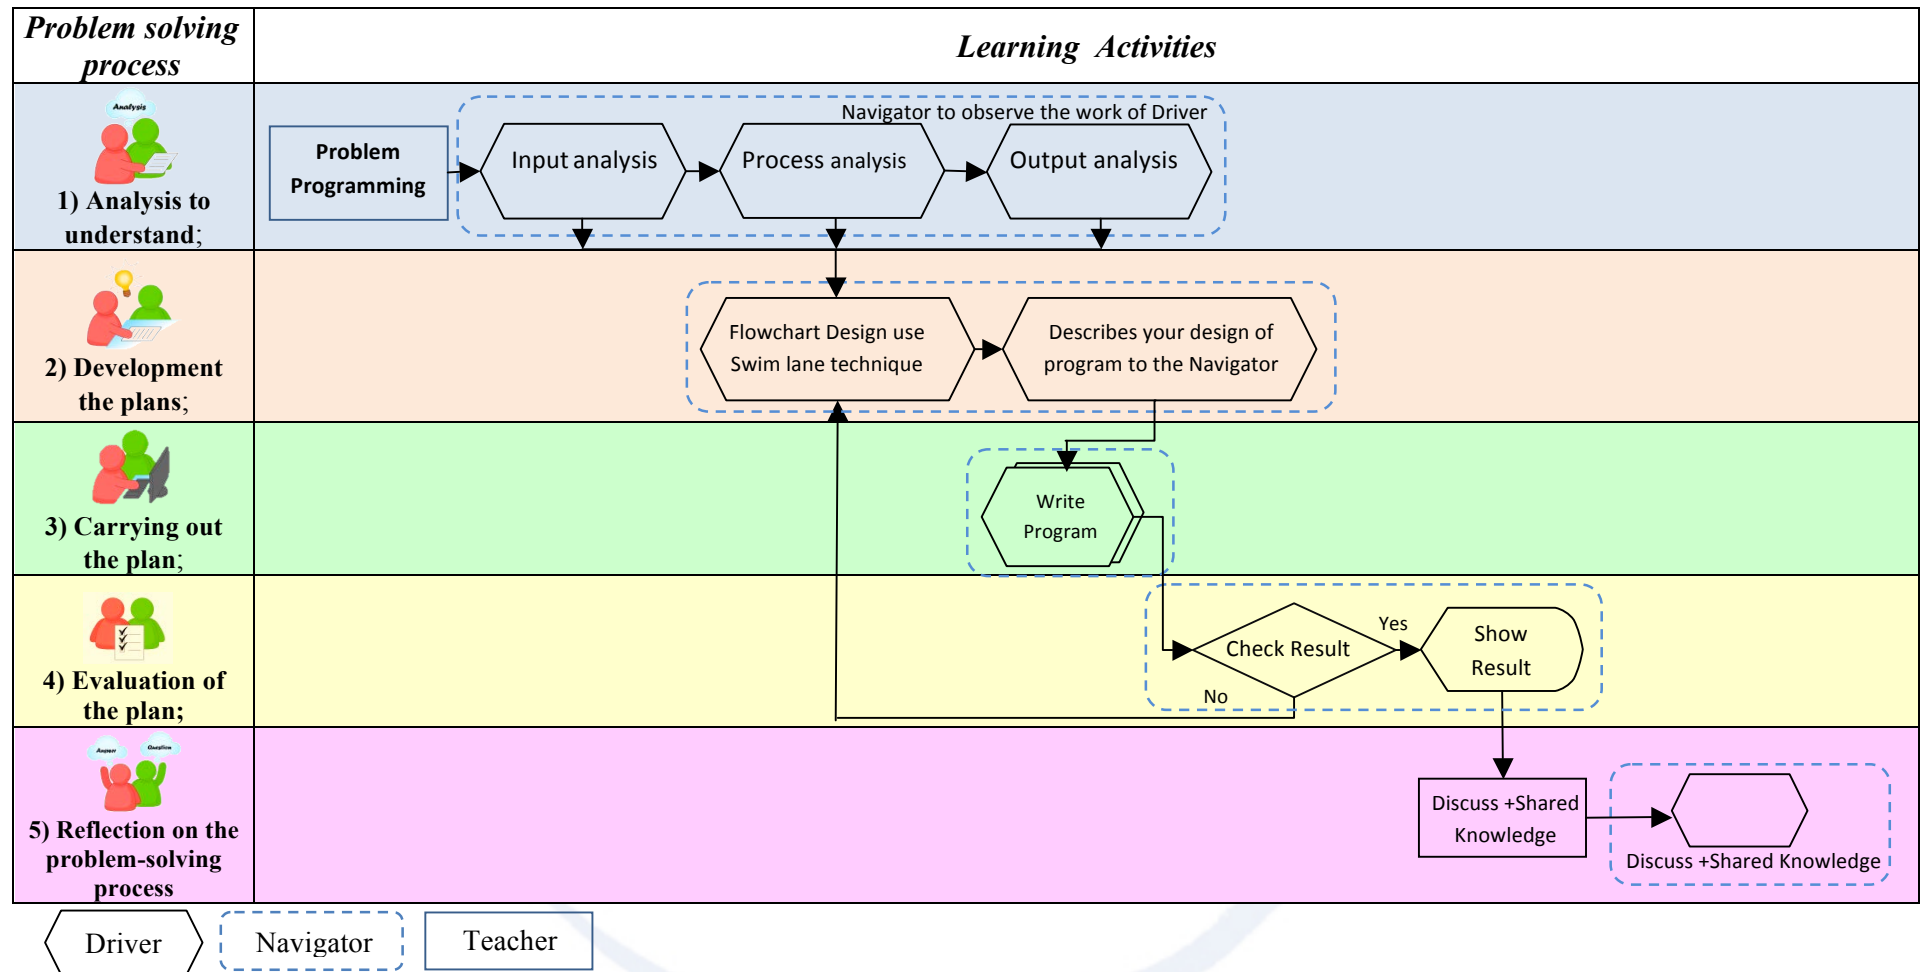 Problem solving
process
Learning Activities
Analysis
1) Analysis to
understand;
Navigator to observe the work of Driver
Problem
Programming
Input analysis
Process analysis
Output analysis
2) Development
the plans;
Flowchart Design use
Swim lane technique
Describes your design of
program to the Navigator
3) Carrying out
the plan;
Write
Program
4) Evaluation of
the plan;
Check Result
Yes
No
Show
Result
Answer
Question
5) Reflection on the
problem-solving
process
Discuss +Shared
Knowledge
Discuss +Shared Knowledge
Driver
Navigator
Teacher